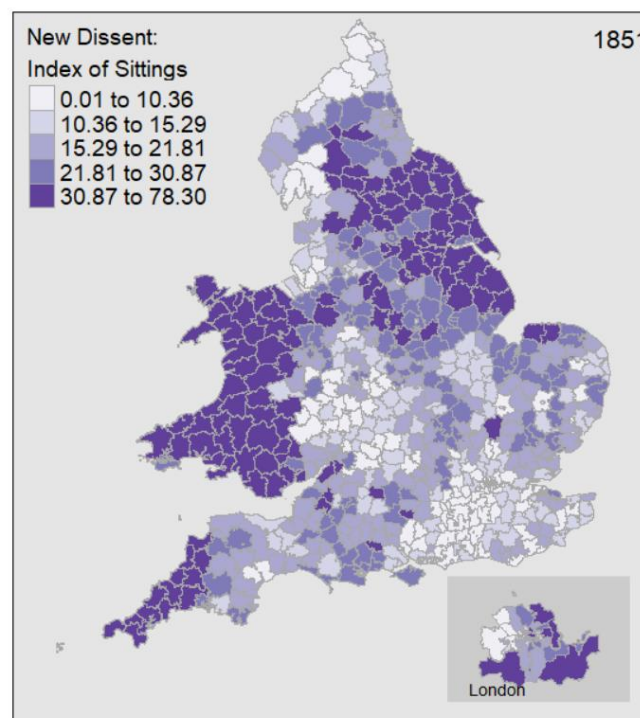 New Dissent:
1851
Index of Sittings
0.01 to 10.36
10.36 to 15.29
15.29 to 21.81
21.81 to 30.87
30.87 to 78.30
London